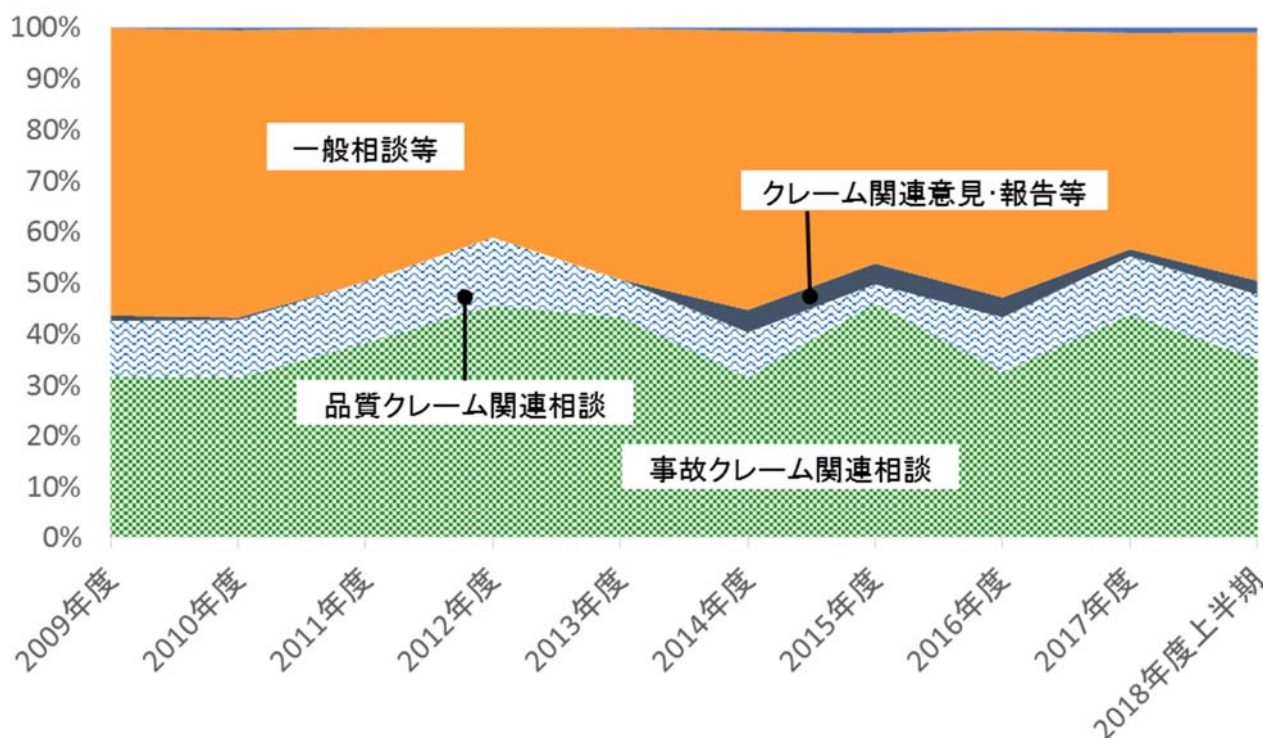 100%
90%
80%
70%
60%
50%
40%
30%
20%
10%
0%
一般相談等
クレーム関連意見・報告等
品質クレーム関連相談
事故クレーム関連相談
2009年度
2010年度
2011年度
2012年度
2013年度
2014年度
2015年度
2016年度
2017年度
2018年度上半期